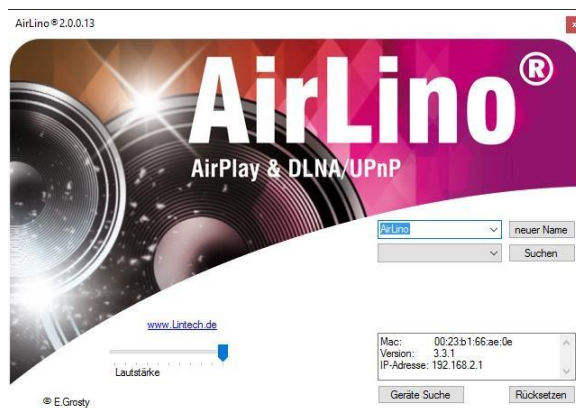 AirLino ® 2.0.0.13
x
AirLino®
AirPlay & DLNA/UPnP
AirLino
neuer Name
Suchen
www.Lintech.de
Lautstärke
Mac: 00:23:b1:66:ae:0e
Version: 3.3.1
IP-Adresse: 192.168.2.1
Geräte Suche
Rücksetzen
© E.Grosty